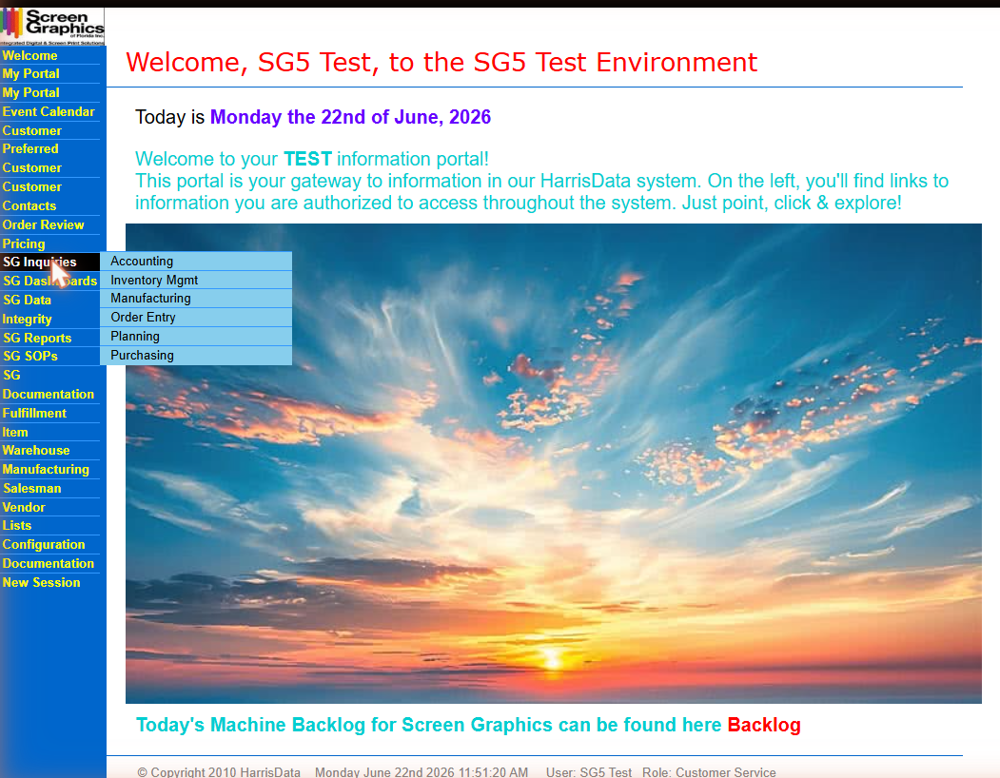 Screen
Graphics
of Florida Inc.
Integrated Digital & Screen Print Solutions
Welcome
My Portal
My Portal
Event Calendar
Customer
Preferred
Customer
Customer
Contacts
Order Review
Pricing
SG Inquiries
SG Dashboards
SG Data
Integrity
SG Reports
SG SOPs
SG
Documentation
Fulfillment
Item
Warehouse
Manufacturing
Salesman
Vendor
Lists
Configuration
Documentation
New Session
Accounting
Inventory Mgmt
Manufacturing
Order Entry
Planning
Purchasing
Welcome, SG5 Test, to the SG5 Test Environment
Today is Monday the 22nd of June, 2026
Welcome to your TEST information portal!
This portal is your gateway to information in our HarrisData system. On the left, you'll find links to
information you are authorized to access throughout the system. Just point, click & explore!
Today's Machine Backlog for Screen Graphics can be found here Backlog
© Copyright 2010 HarrisData Monday June 22nd 2026 11:51:20 AM User: SG5 Test Role: Customer Service